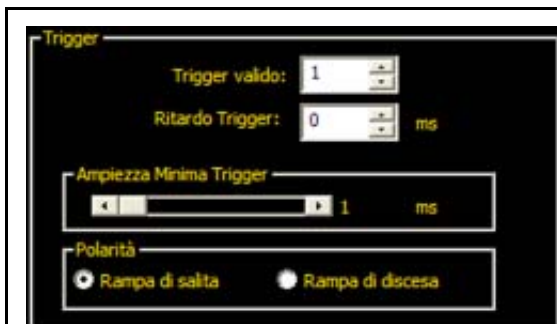 Trigger
Trigger valido: 1
Ritardo Trigger: 0 ms
Ampiezza Minima Trigger
1 ms
Polarità
Rampa di salita Rampa di discesa